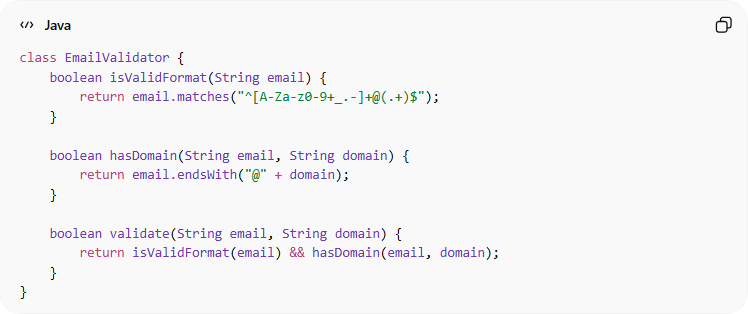 </> Java
class EmailValidator {
    boolean isValidFormat(String email) {
        return email.matches("^[A-Za-z0-9+_.-]+@(.+)$");
    }

    boolean hasDomain(String email, String domain) {
        return email.endsWith("@" + domain);
    }

    boolean validate(String email, String domain) {
        return isValidFormat(email) && hasDomain(email, domain);
    }
}